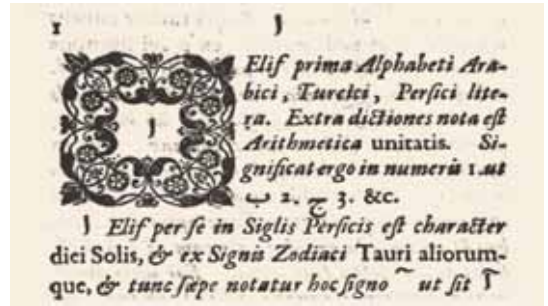 1 ا
ا
Elif prima Alphabeti Ara-
bici, Turcici, Persici lite-
ra. Extra dictiones nota est
Arithmetica unitatis. Si-
gnificat ergo in numerũ 1. ut
ب 2. ج 3. &c.
ا Elif per se in Siglis Persicis est character
diei Solis, & ex Signis Zodiaci Tauri aliorum-
que, & tunc sæpe notatur hoc signo ~ ut sit آ